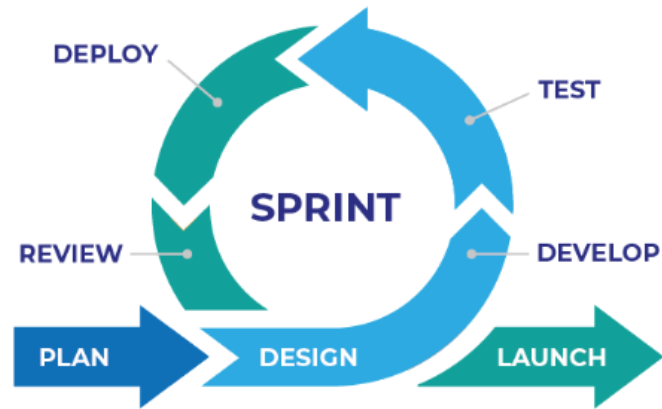 DEPLOY
TEST
SPRINT
REVIEW
DEVELOP
PLAN
DESIGN
LAUNCH